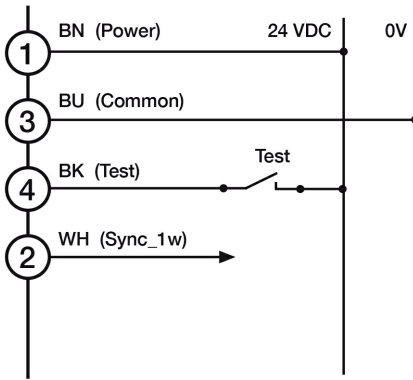 BN (Power) 24 VDC 0V
1
BU (Common)
3
Test
BK (Test)
4
WH (Sync_1w)
2